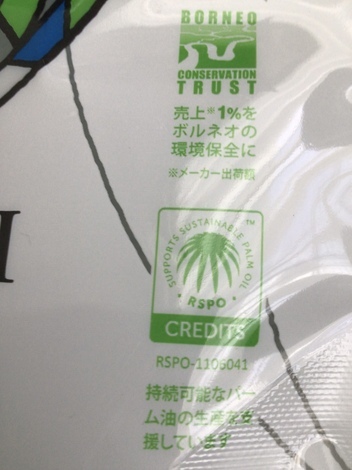 BORNEO
CONSERVATION
TRUST
売上※1%を
ボルネオの
環境保全に
※メーカー出荷額
SUPPORTS SUSTAINABLE PALM OIL
TM
· RSPO ·
CREDITS
RSPO-1106041
持続可能なパー
ム油の生産を支
援しています